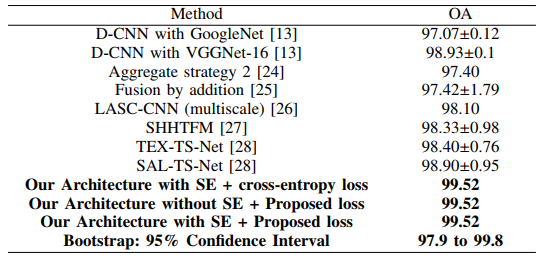 Method OA
D-CNN with GoogleNet [13] 97.07±0.12
D-CNN with VGGNet-16 [13] 98.93±0.1
Aggregate strategy 2 [24] 97.40
Fusion by addition [25] 97.42±1.79
LASC-CNN (multiscale) [26] 98.10
SHHTFM [27] 98.33±0.98
TEX-TS-Net [28] 98.40±0.76
SAL-TS-Net [28] 98.90±0.95
Our Architecture with SE + cross-entropy loss 99.52
Our Architecture without SE + Proposed loss 99.52
Our Architecture with SE + Proposed loss 99.52
Bootstrap: 95% Confidence Interval 97.9 to 99.8